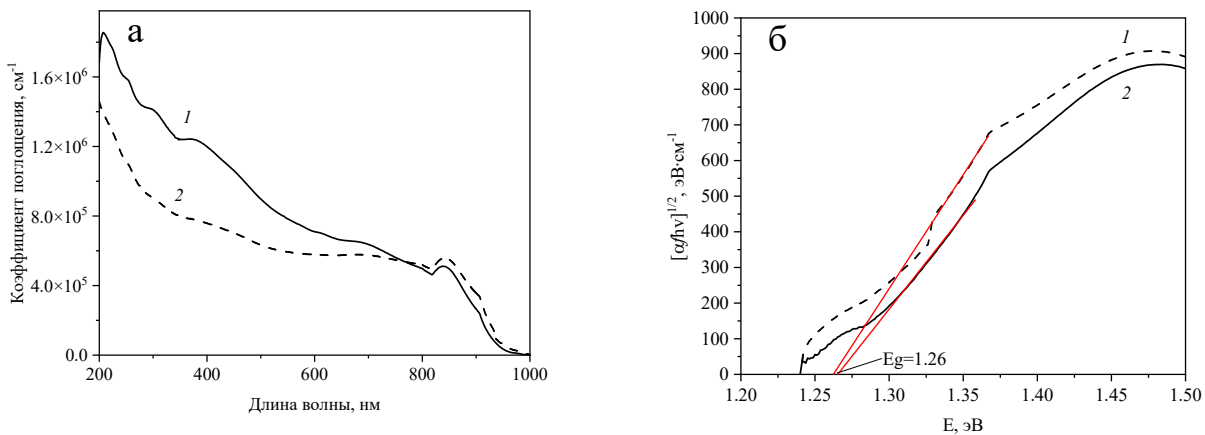 а
Коэффициент поглощения, см⁻¹
1.6×10⁶
1.2×10⁶
8.0×10⁵
4.0×10⁵
0.0
1
2
200 400 600 800 1000
Длина волны, нм
б
[αfhν]¹/², эВ·см⁻¹
1000
900
800
700
600
500
400
300
200
100
0
1
2
Eg=1.26
1.20 1.25 1.30 1.35 1.40 1.45 1.50
E, эВ